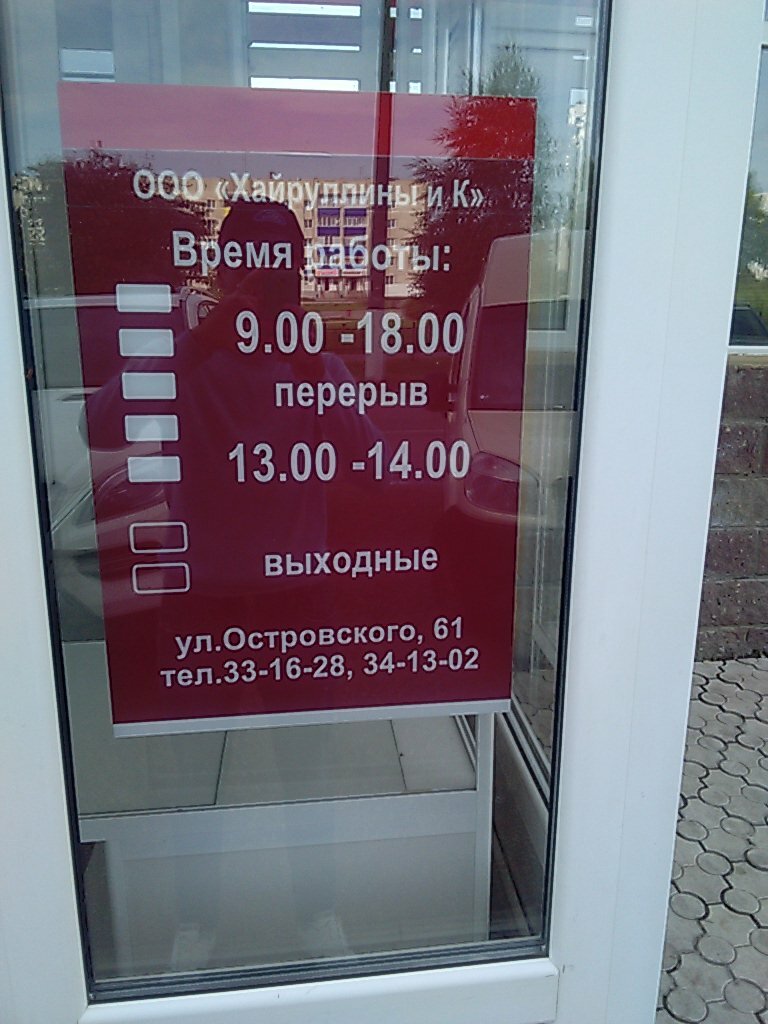 ООО «Хайруллины и К»
Время работы:
9.00 -18.00
перерыв
13.00 -14.00
выходные
ул.Островского, 61
тел.33-16-28, 34-13-02